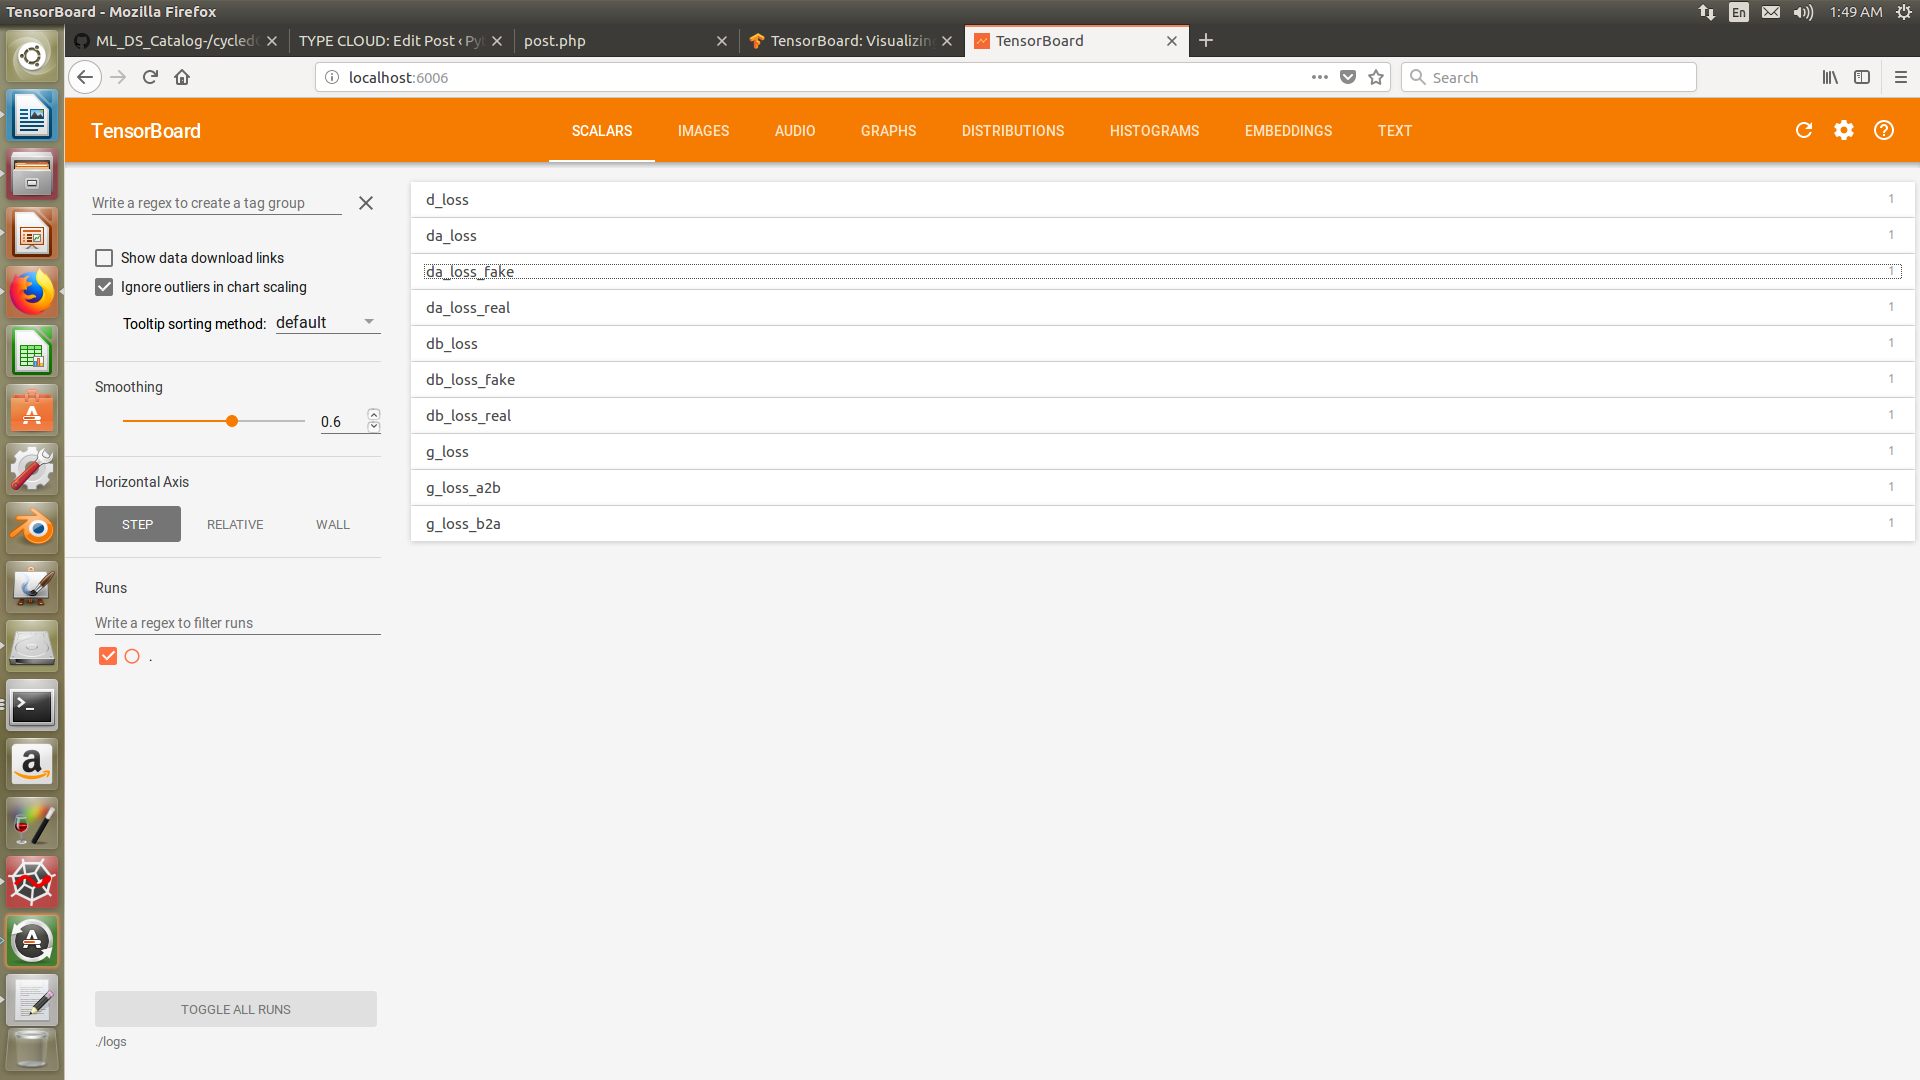 TensorBoard - Mozilla Firefox
En
1:49 AM
ML_DS_Catalog-/cycled
TYPE CLOUD: Edit Post ‹ Py
post.php
TensorBoard: Visualizing
TensorBoard
localhost:6006
Search
TensorBoard
SCALARS
IMAGES
AUDIO
GRAPHS
DISTRIBUTIONS
HISTOGRAMS
EMBEDDINGS
TEXT
Write a regex to create a tag group
Show data download links
Ignore outliers in chart scaling
Tooltip sorting method: default
Smoothing
0.6
Horizontal Axis
STEP
RELATIVE
WALL
Runs
Write a regex to filter runs
.
TOGGLE ALL RUNS
./logs
d_loss 1
da_loss 1
da_loss_fake 1
da_loss_real 1
db_loss 1
db_loss_fake 1
db_loss_real 1
g_loss 1
g_loss_a2b 1
g_loss_b2a 1